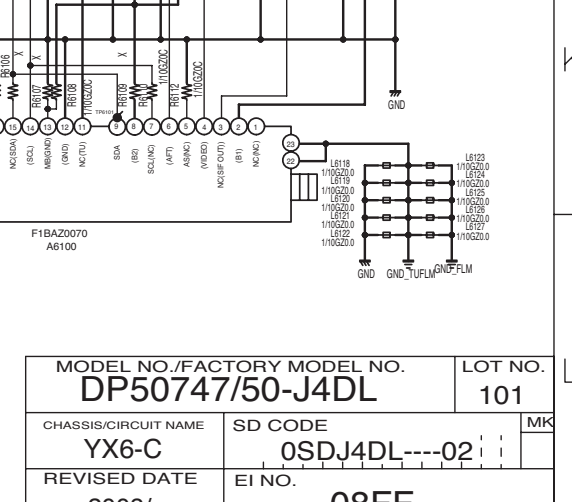 R6106
X
X
R6107
R6108
1/10GZ0C
X
TP6101
R6109
1/10GZ0C
R6112
1/10GZ0C
GND
15 14 13 12 11 9 8 7 6 5 4 3 2 1
NC(SDA)
(SCL)
MB(GND)
(GND)
NC(TU)
SDA
(B2)
SCL(NC)
(AFT)
AS(NC)
(VIDEO)
NC(SIF OUT)
(B1)
NC(NC)
23
22
L6118
1/10GZ0.0
L6119
1/10GZ0.0
L6120
1/10GZ0.0
L6121
1/10GZ0.0
L6122
1/10GZ0.0
L6123
1/10GZ0.0
L6124
1/10GZ0.0
L6125
1/10GZ0.0
L6126
1/10GZ0.0
L6127
1/10GZ0.0
GND GND_TUFLM GND_FLM
F1BAZ0070
A6100
L
MODEL NO./FACTORY MODEL NO. LOT NO.
DP50747/50-J4DL 101
CHASSIS/CIRCUIT NAME SD CODE MK
YX6-C 0SDJ4DL----02
REVISED DATE EI NO.